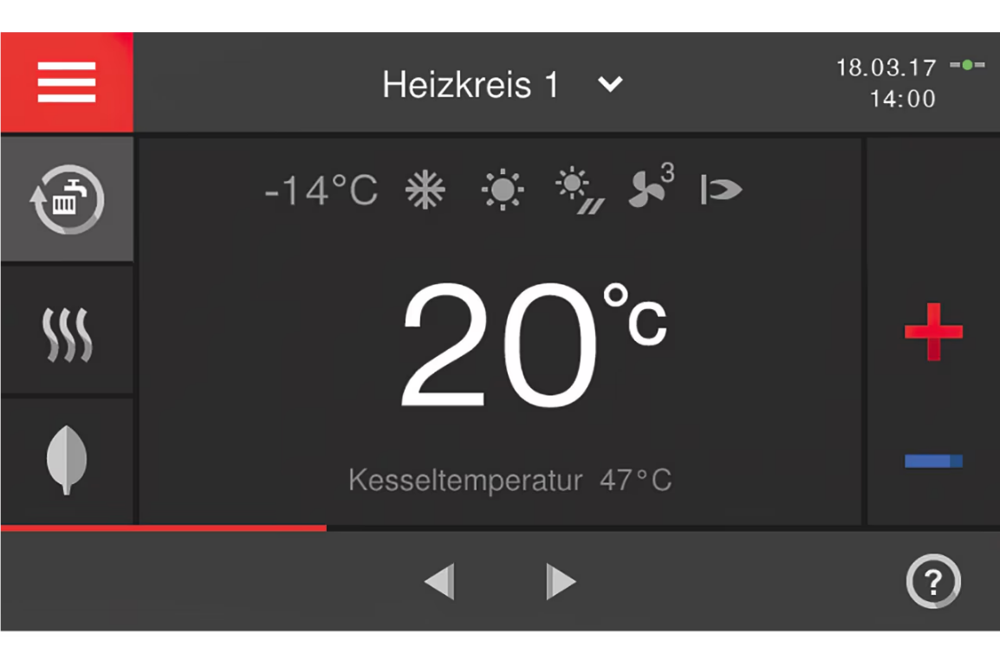 Heizkreis 1
18.03.17
14:00
-14°C
3
20°C
Kesseltemperatur 47°C
?